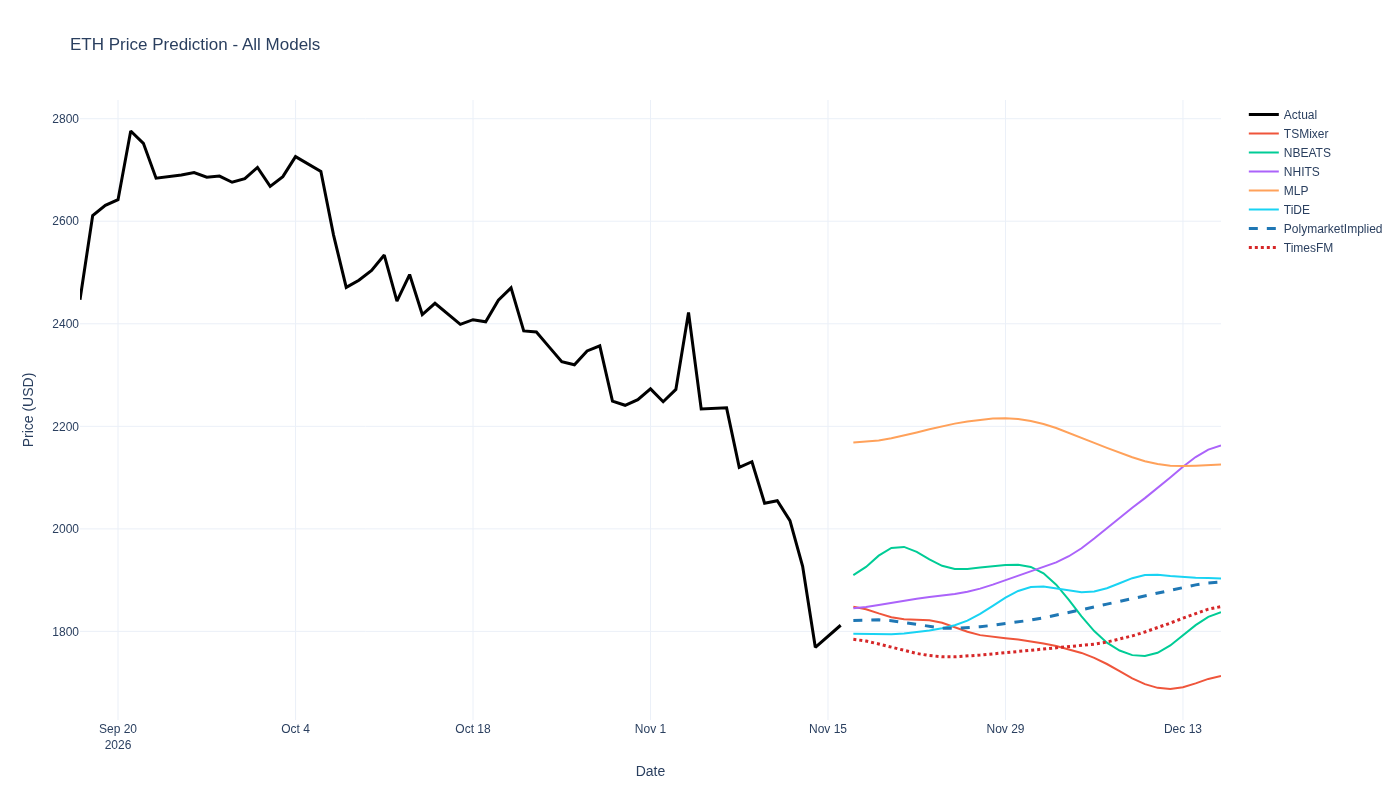 ETH Price Prediction - All Models
2800
2600
2400
2200
2000
1800
Price (USD)
Sep 20
2026
Oct 4
Oct 18
Nov 1
Nov 15
Nov 29
Dec 13
Date
Actual
TSMixer
NBEATS
NHITS
MLP
TiDE
PolymarketImplied
TimesFM